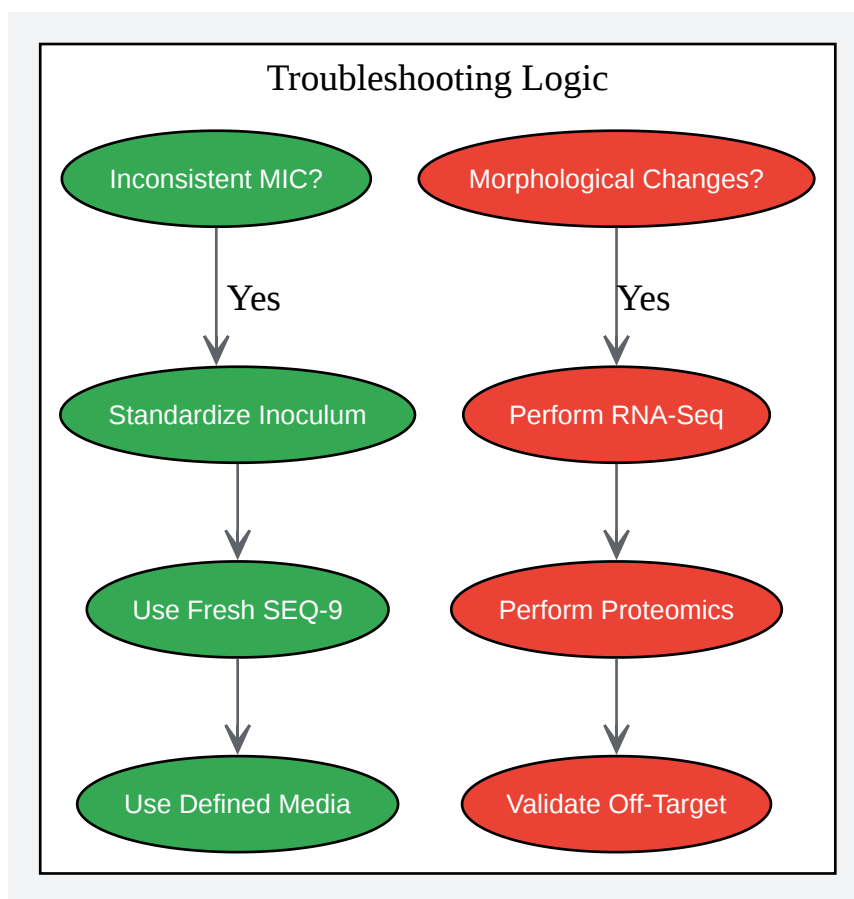 Troubleshooting Logic
Inconsistent MIC?
Morphological Changes?
Yes
Yes
Standardize Inoculum
Perform RNA-Seq
Use Fresh SEQ-9
Perform Proteomics
Use Defined Media
Validate Off-Target